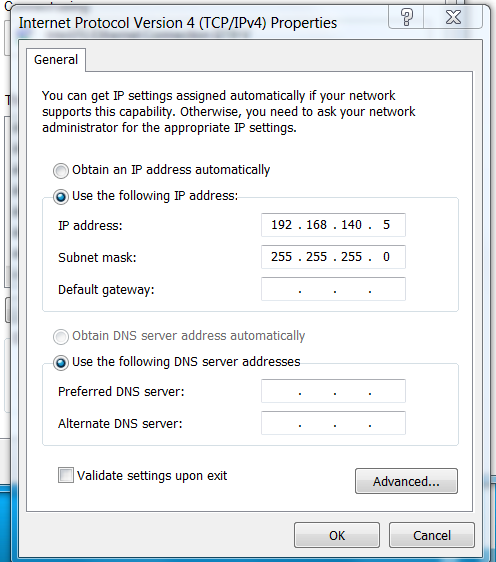 Internet Protocol Version 4 (TCP/IPv4) Properties
General
You can get IP settings assigned automatically if your network
supports this capability. Otherwise, you need to ask your network
administrator for the appropriate IP settings.
Obtain an IP address automatically
Use the following IP address:
IP address: 192 . 168 . 140 . 5
Subnet mask: 255 . 255 . 255 . 0
Default gateway: . . .
Obtain DNS server address automatically
Use the following DNS server addresses
Preferred DNS server: . . .
Alternate DNS server: . . .
Validate settings upon exit
Advanced...
OK Cancel